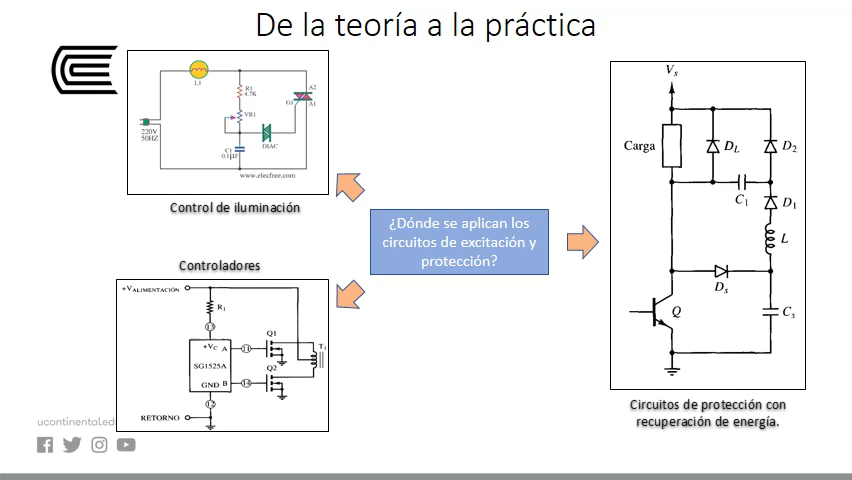 De la teoría a la práctica
L1
R1
4.7K
VR1
G1
A2
A1
DIAC
C1
0.1µF
220V
50HZ
www.elecfree.com
Control de iluminación
¿Dónde se aplican los
circuitos de excitación y
protección?
Controladores
+VALIMENTACIÓN
R1
13
+VC A
11
Q1
T1
SG1525A
Q2
GND B
14
12
RETORNO
ucontinental.ed
Vs
Carga
DL
D2
C1
D1
L
Ds
Q
Cs
Circuitos de protección con
recuperación de energía.